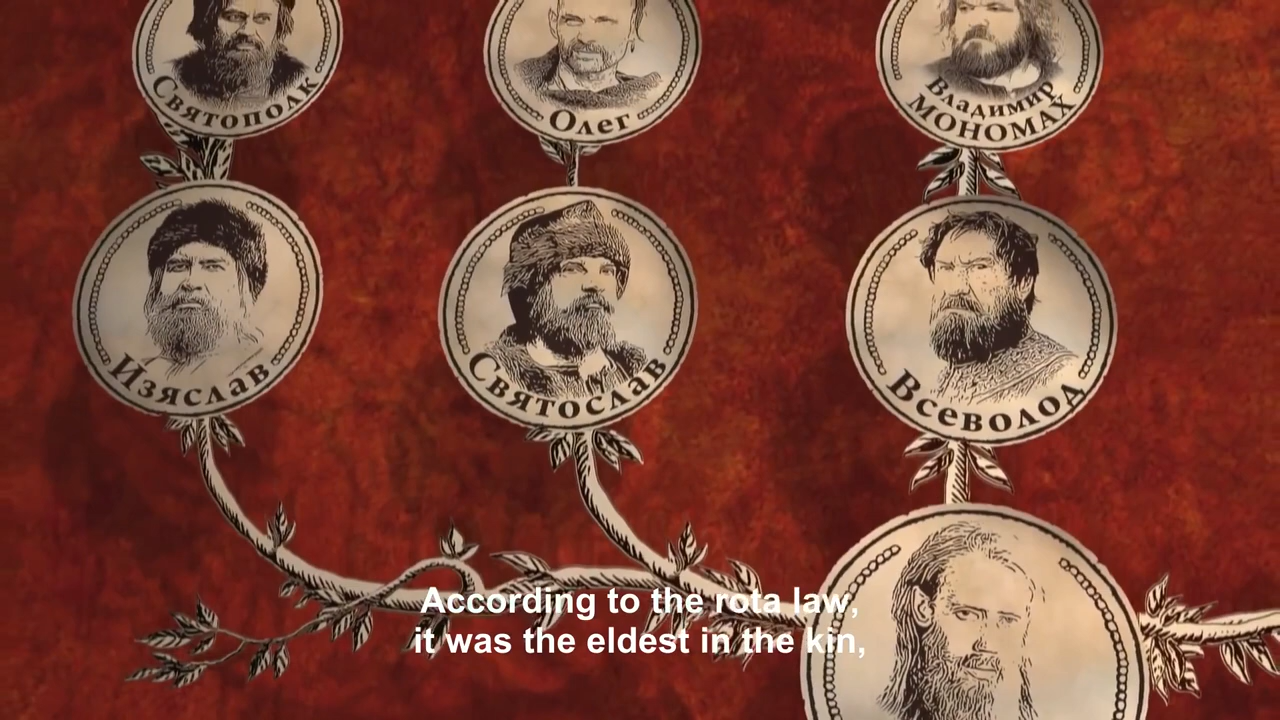 Святополк
Олег
Владимир
МОНОМАХ
Изяслав
Святослав
Всеволод
According to the rota law,
it was the eldest in the kin,